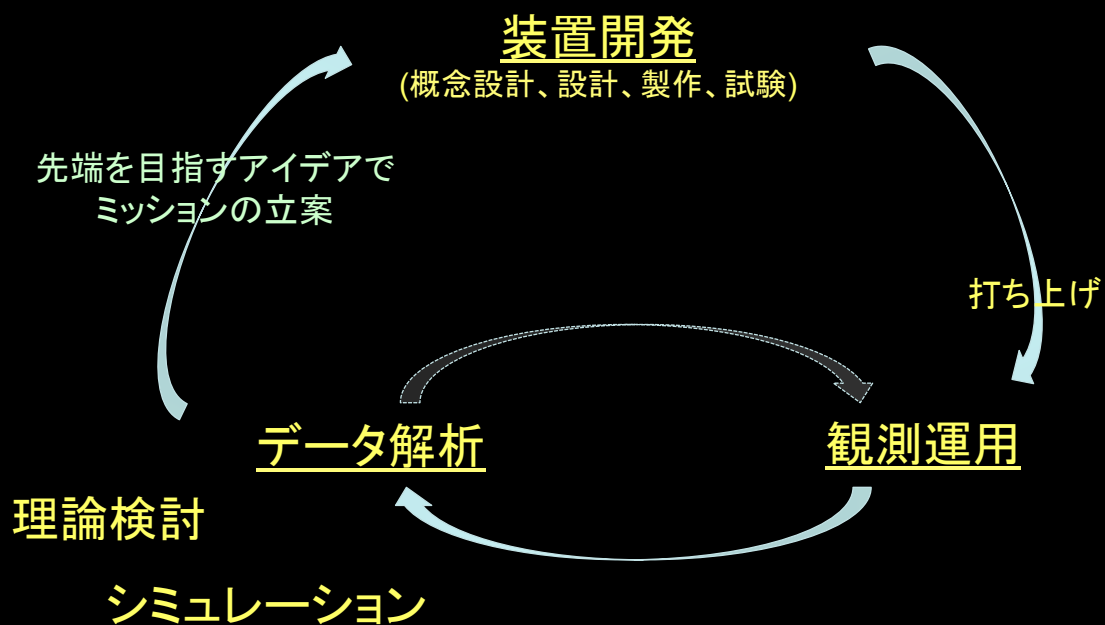 装置開発
(概念設計、設計、製作、試験)
先端を目指すアイデアで
ミッションの立案
打ち上げ
データ解析
観測運用
理論検討
シミュレーション